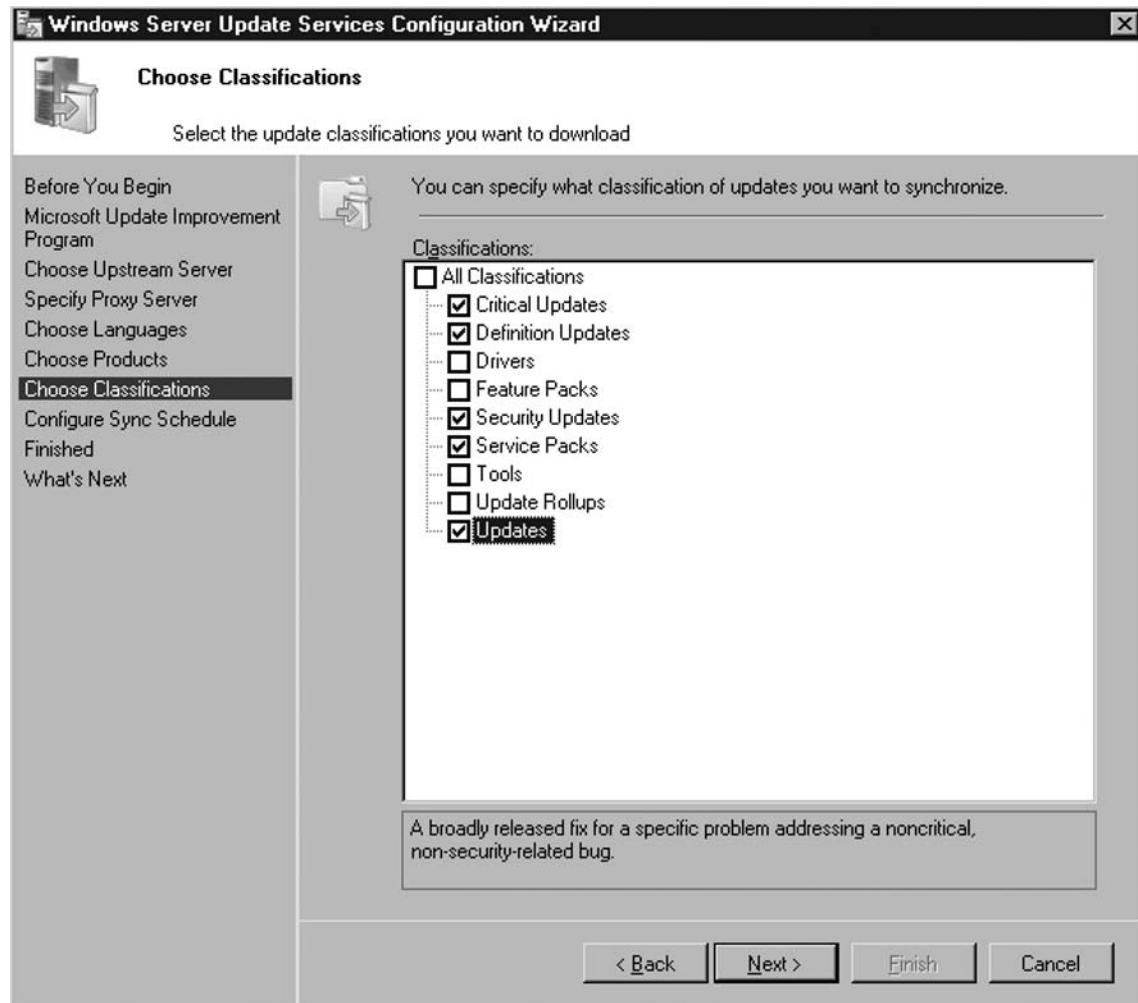 Windows Server Update Services Configuration Wizard
Choose Classifications
Select the update classifications you want to download
Before You Begin
Microsoft Update Improvement
Program
Choose Upstream Server
Specify Proxy Server
Choose Languages
Choose Products
Choose Classifications
Configure Sync Schedule
Finished
What's Next
You can specify what classification of updates you want to synchronize.
Classifications:
All Classifications
Critical Updates
Definition Updates
Drivers
Feature Packs
Security Updates
Service Packs
Tools
Update Rollups
Updates
A broadly released fix for a specific problem addressing a noncritical,
non-security-related bug.
< Back
Next >
Finish
Cancel